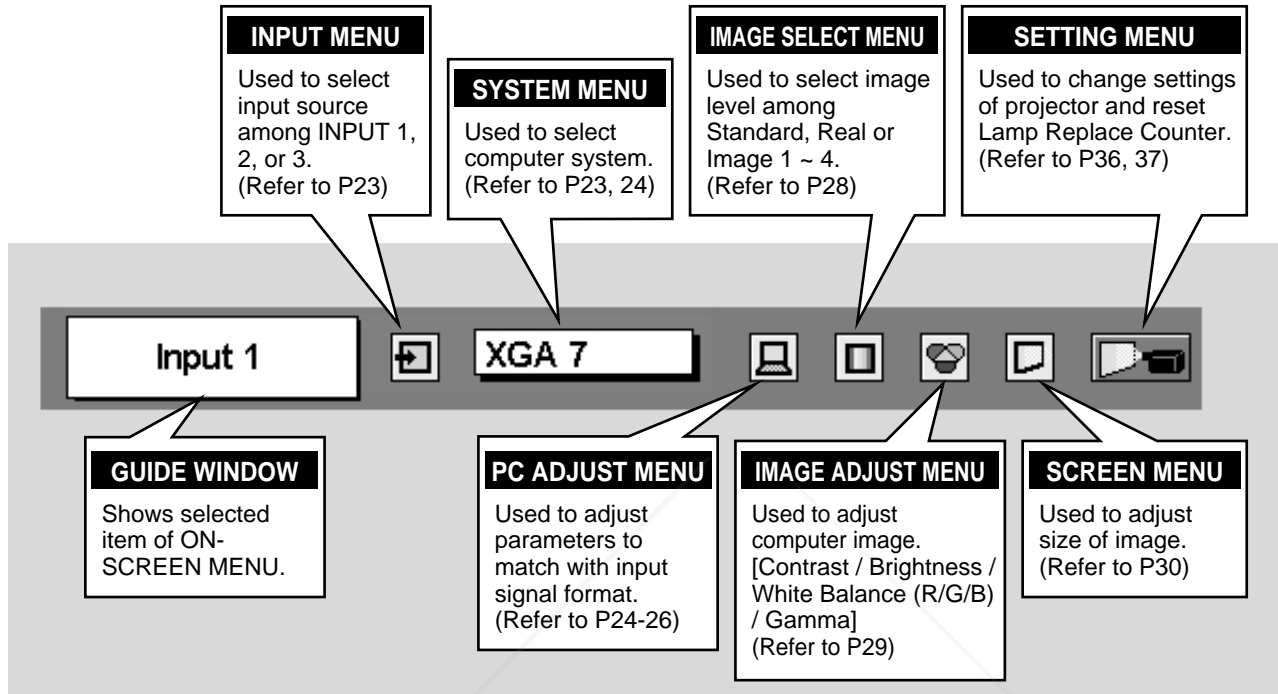 INPUT MENU
Used to select
input source
among INPUT 1,
2, or 3.
(Refer to P23)
SYSTEM MENU
Used to select
computer system.
(Refer to P23, 24)
IMAGE SELECT MENU
Used to select image
level among
Standard, Real or
Image 1 ~ 4.
(Refer to P28)
SETTING MENU
Used to change settings
of projector and reset
Lamp Replace Counter.
(Refer to P36, 37)
Input 1
XGA 7
GUIDE WINDOW
Shows selected
item of ON-
SCREEN MENU.
PC ADJUST MENU
Used to adjust
parameters to
match with input
signal format.
(Refer to P24-26)
IMAGE ADJUST MENU
Used to adjust
computer image.
[Contrast / Brightness /
White Balance (R/G/B)
/ Gamma]
(Refer to P29)
SCREEN MENU
Used to adjust
size of image.
(Refer to P30)